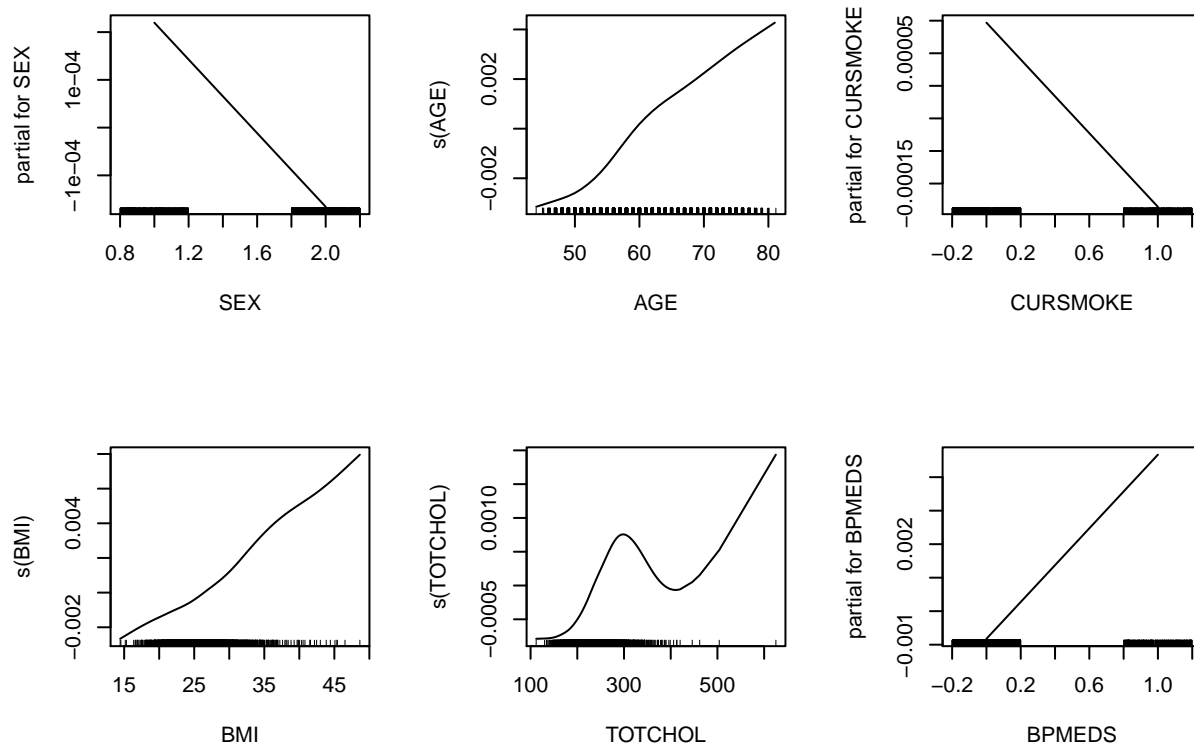 partial for SEX
−1e−04
1e−04
0.8
1.2
1.6
2.0
SEX
s(AGE)
−0.002
0.002
50
60
70
80
AGE
partial for CURSMOKE
−0.00015
0.00005
−0.2
0.2
0.6
1.0
CURSMOKE
s(BMI)
−0.002
0.004
15
25
35
45
BMI
s(TOTCHOL)
−0.0005
0.0010
100
300
500
TOTCHOL
partial for BPMEDS
−0.001
0.002
−0.2
0.2
0.6
1.0
BPMEDS